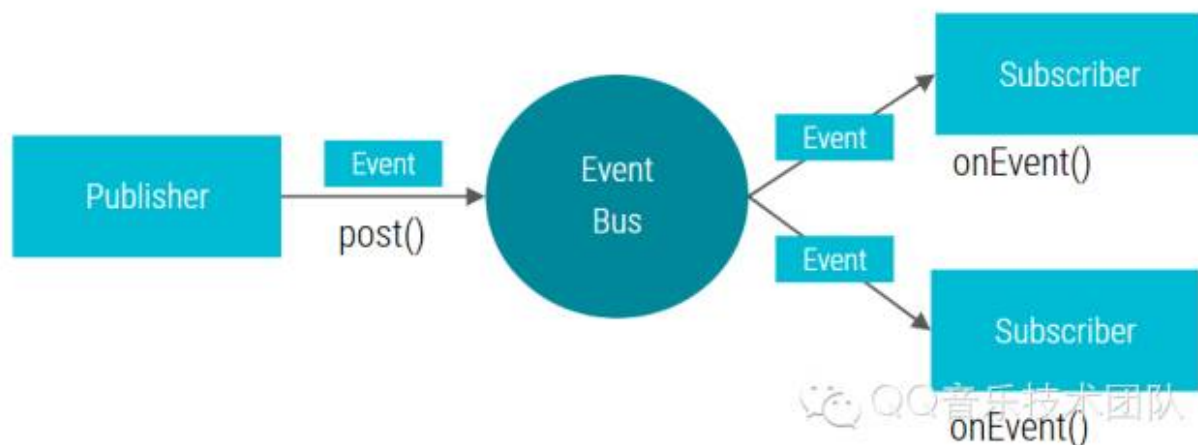 Subscriber
Event
onEvent()
Event
Publisher
post()
Event
Bus
Event
Subscriber
QQ音乐技术团队
onEvent()